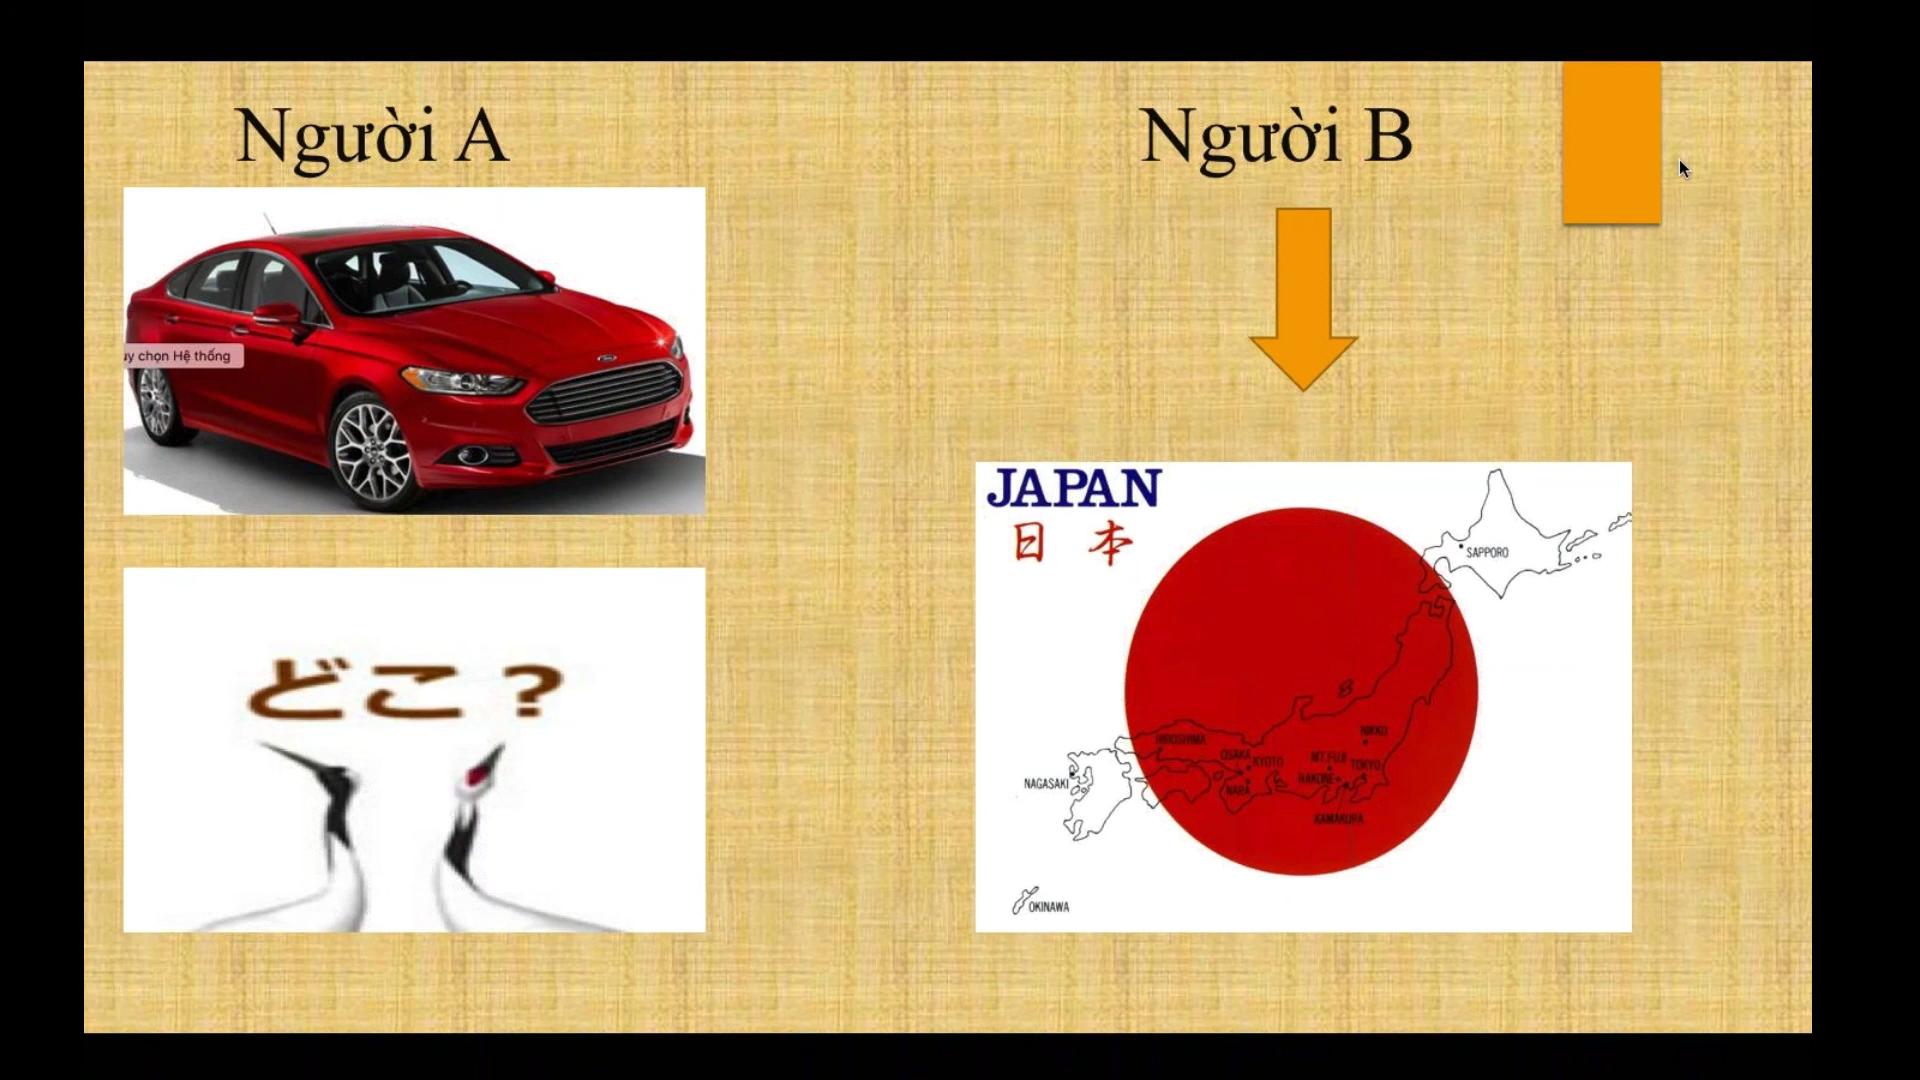 Người A
Người B
uy chọn Hệ thống
どこ？
JAPAN
日本
SAPPORO
NIKKO
HIROSHIMA
OSAKA
KYOTO
MT.FUJI
TOKYO
HAKONE
NARA
NAGASAKI
KAMAKURA
OKINAWA